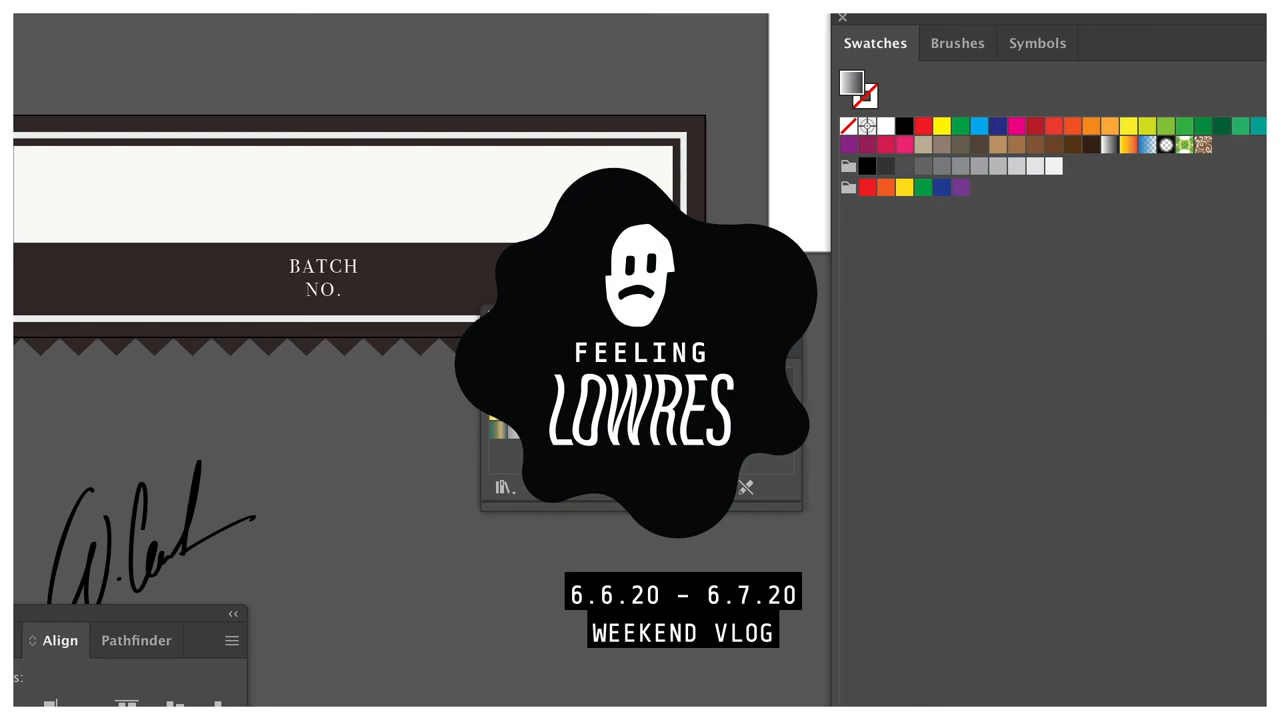 Swatches
Brushes
Symbols
BATCH
NO.
FEELING
LOWRES
6.6.20 – 6.7.20
WEEKEND VLOG
Align
Pathfinder
s: